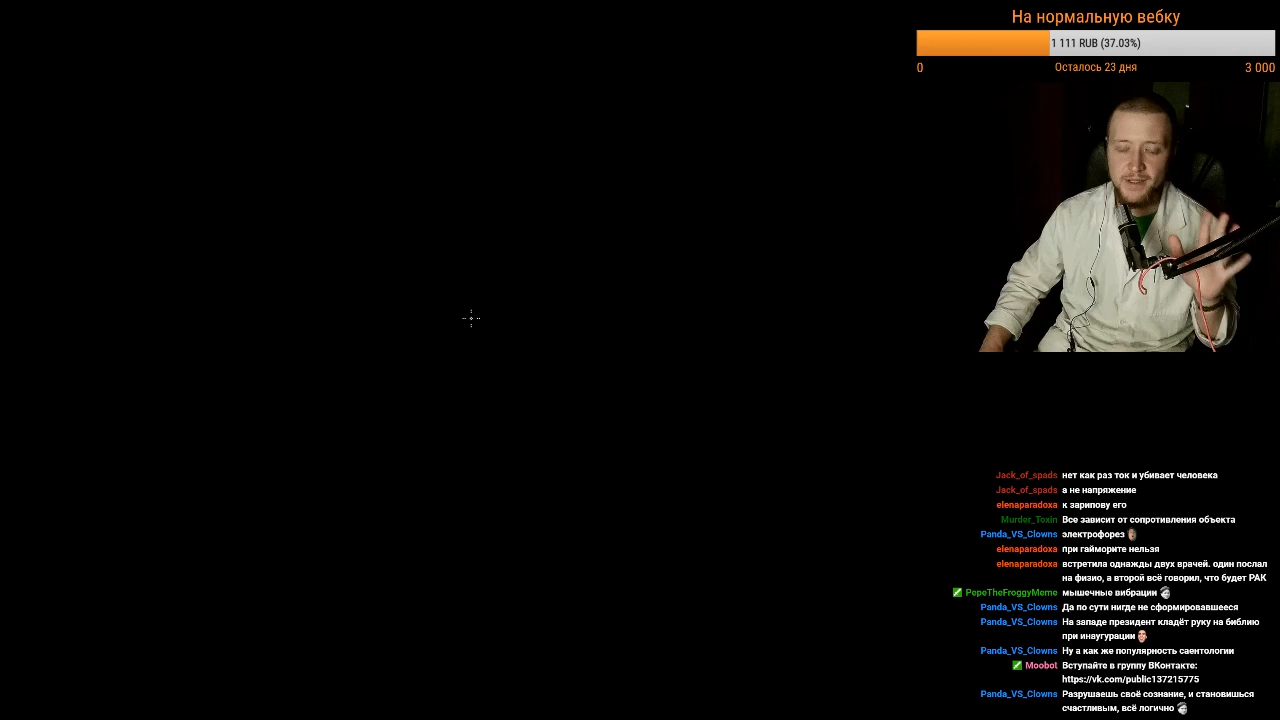 На нормальную вебку
1 111 RUB (37.03%)
0 Осталось 23 дня 3 000
Jack_of_spads нет как раз ток и убивает человека
Jack_of_spads а не напряжение
elenaparadoxa к зарипову его
Murder_Toxin Все зависит от сопротивления объекта
Panda_VS_Clowns электрофорез
elenaparadoxa при гайморите нельзя
elenaparadoxa встретила однажды двух врачей. один послал
на физио, а второй всё говорил, что будет РАК
PepeTheFroggyMeme мышечные вибрации
Panda_VS_Clowns Да по сути нигде не сформировавшееся
Panda_VS_Clowns На западе президент кладёт руку на библию
при инаугурации
Panda_VS_Clowns Ну а как же популярность саентологии
Moobot Вступайте в группу ВКонтакте:
https://vk.com/public137215775
Panda_VS_Clowns Разрушаешь своё сознание, и становишься
счастливым, всё логично